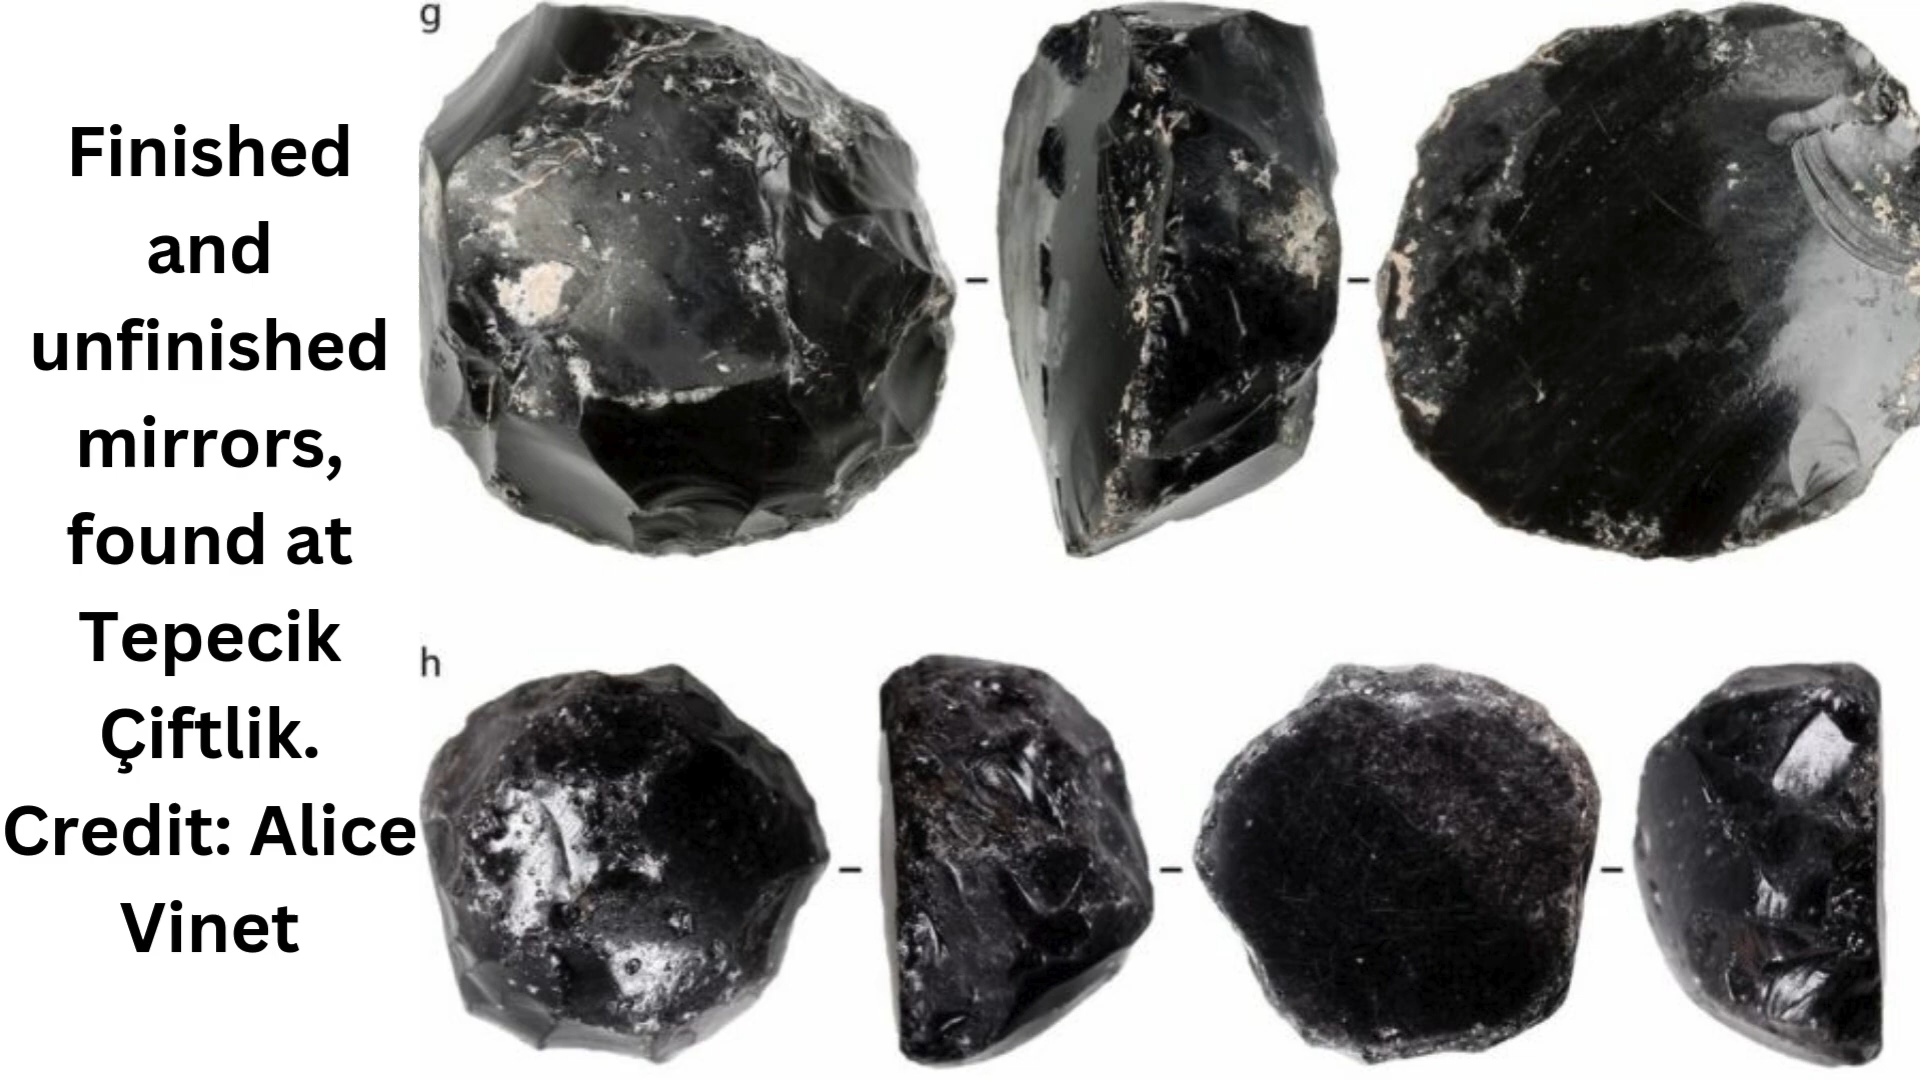 Finished
and
unfinished
mirrors,
found at
Tepecik
Çiftlik.
Credit: Alice
Vinet
g
h